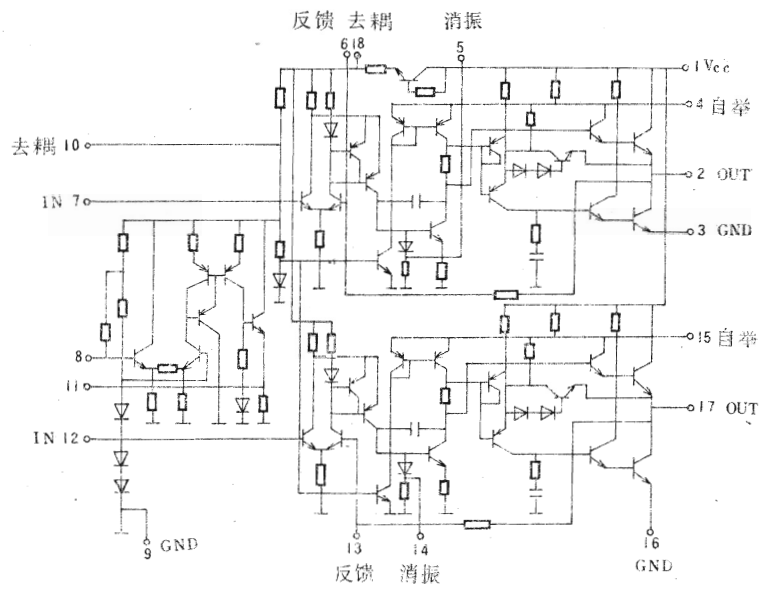 反馈 去耦 消振
6 18 5
1 Vcc
4 自举
去耦 10
2 OUT
IN 7
3 GND
15 自举
8
11
17 OUT
IN 12
9 GND
13 14 16
GND
反馈 消振